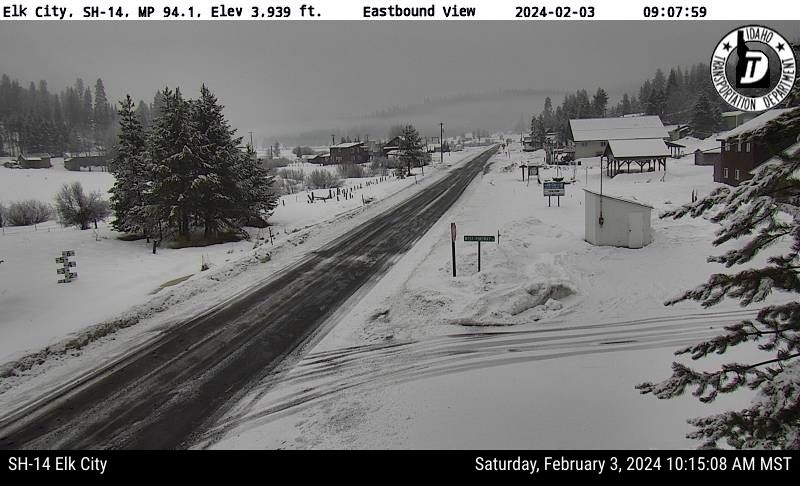 Elk City, SH-14, MP 94.1, Elev 3,939 ft. Eastbound View 2024-02-03 09:07:59
IDAHO
TRANSPORTATION DEPARTMENT
SH-14 Elk City Saturday, February 3, 2024 10:15:08 AM MST